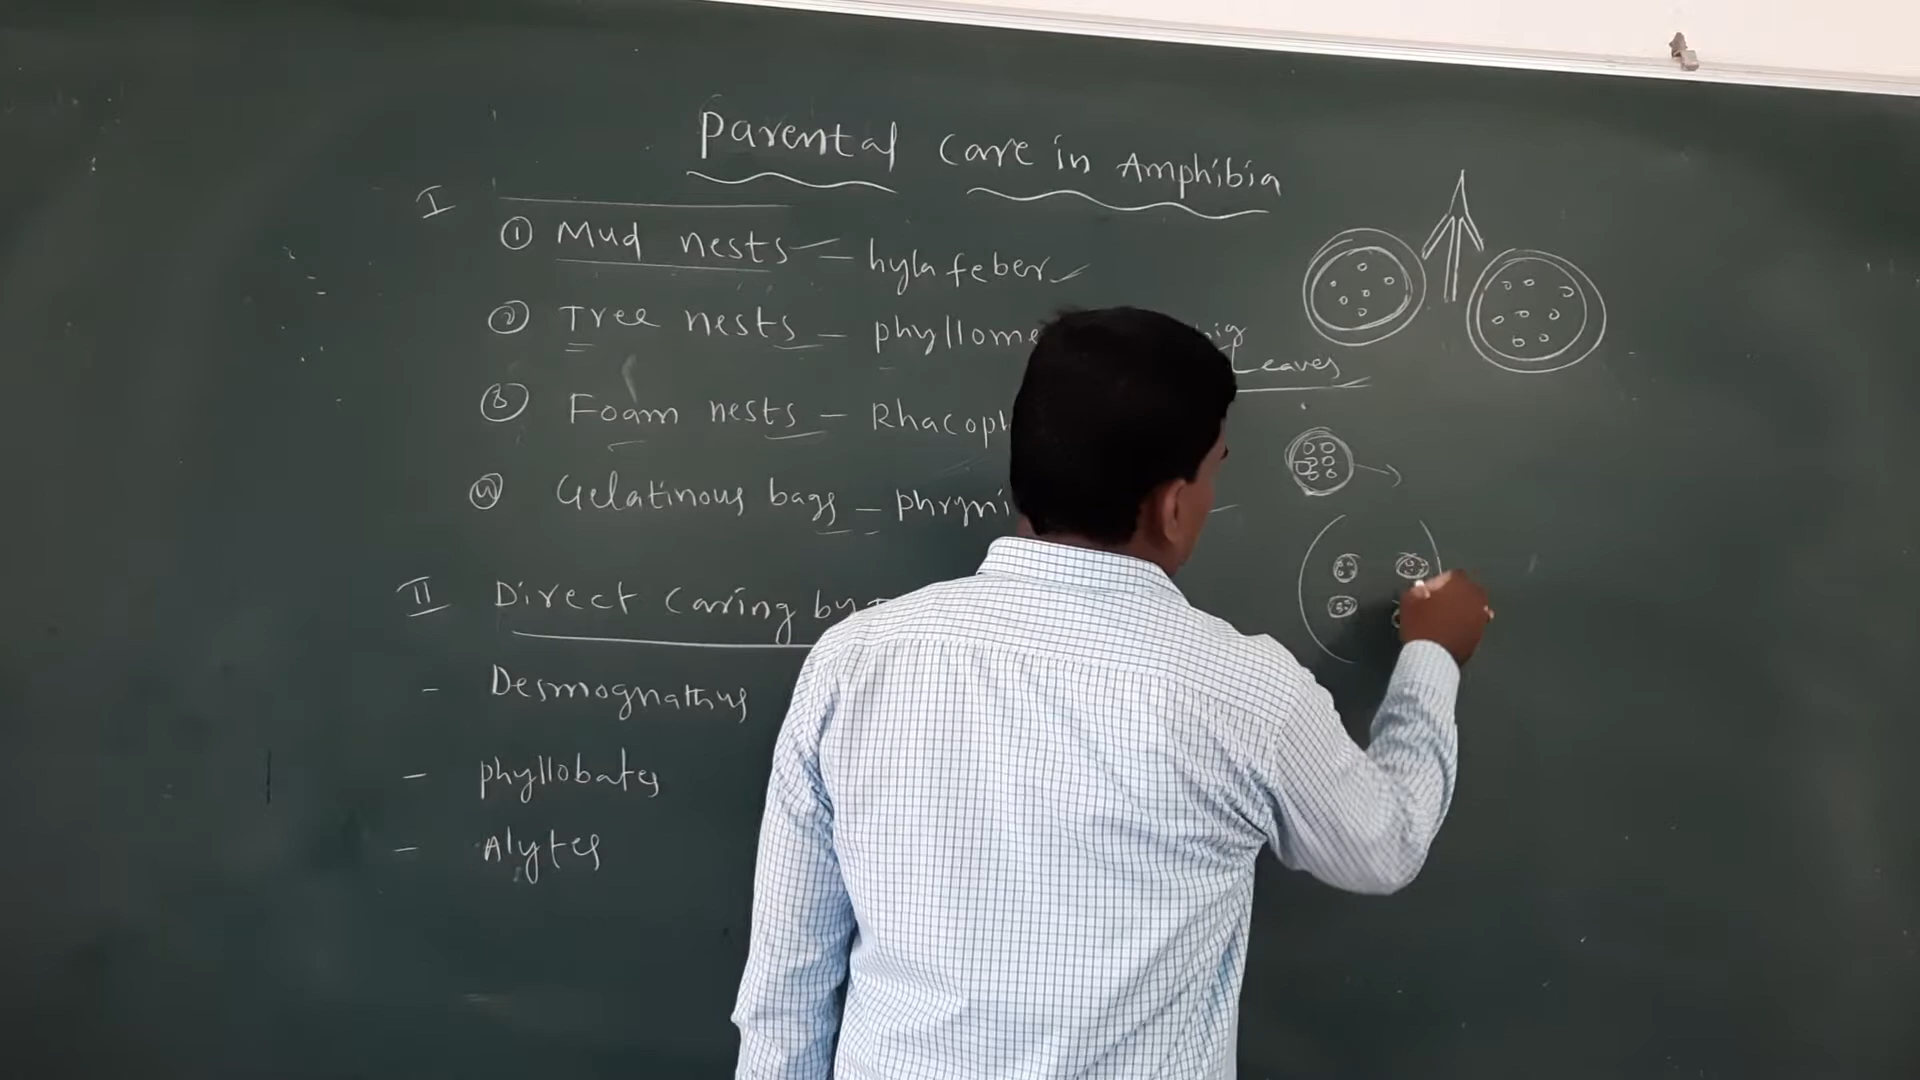 Parental Care in Amphibia
I
① Mud nests — hyla feber
② Tree nests — phyllome
Leaves
③ Foam nests — Rhacoph
④ Gelatinous bags — phryni
II Direct Caring by
- Desmognathus
- phyllobates
- Alytes